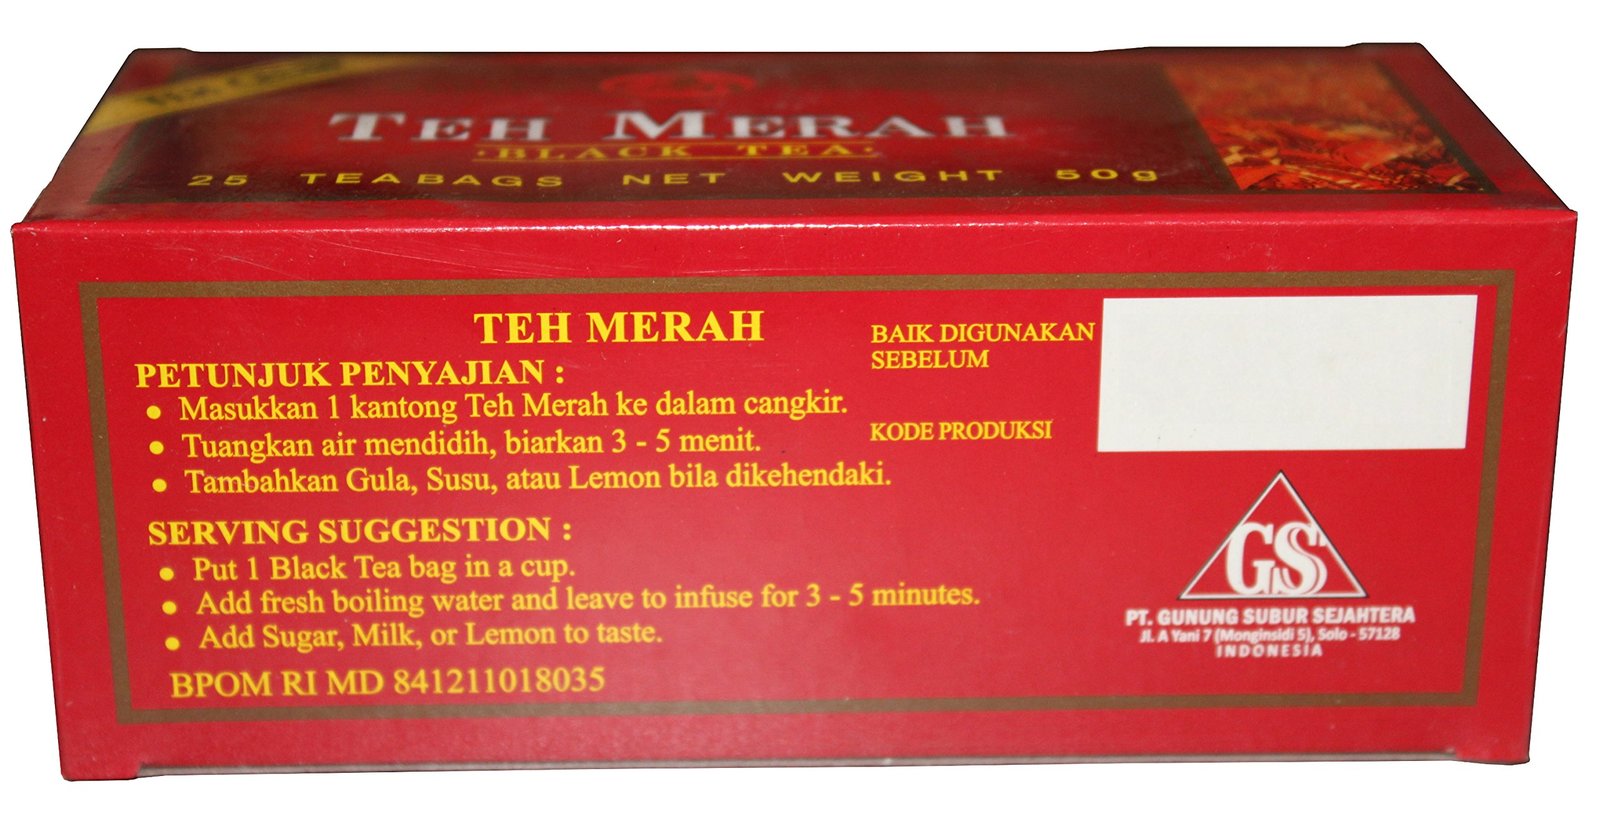 TEH MERAH
BLACK TEA
25 TEABAGS NET WEIGHT 50g
TEH MERAH
PETUNJUK PENYAJIAN :
• Masukkan 1 kantong Teh Merah ke dalam cangkir.
• Tuangkan air mendidih, biarkan 3 - 5 menit.
• Tambahkan Gula, Susu, atau Lemon bila dikehendaki.
SERVING SUGGESTION :
• Put 1 Black Tea bag in a cup.
• Add fresh boiling water and leave to infuse for 3 - 5 minutes.
• Add Sugar, Milk, or Lemon to taste.
BPOM RI MD 841211018035
BAIK DIGUNAKAN
SEBELUM
KODE PRODUKSI
GS
PT. GUNUNG SUBUR SEJAHTERA
Jl. A Yani 7 (Monginsidi 5), Solo - 57128
INDONESIA